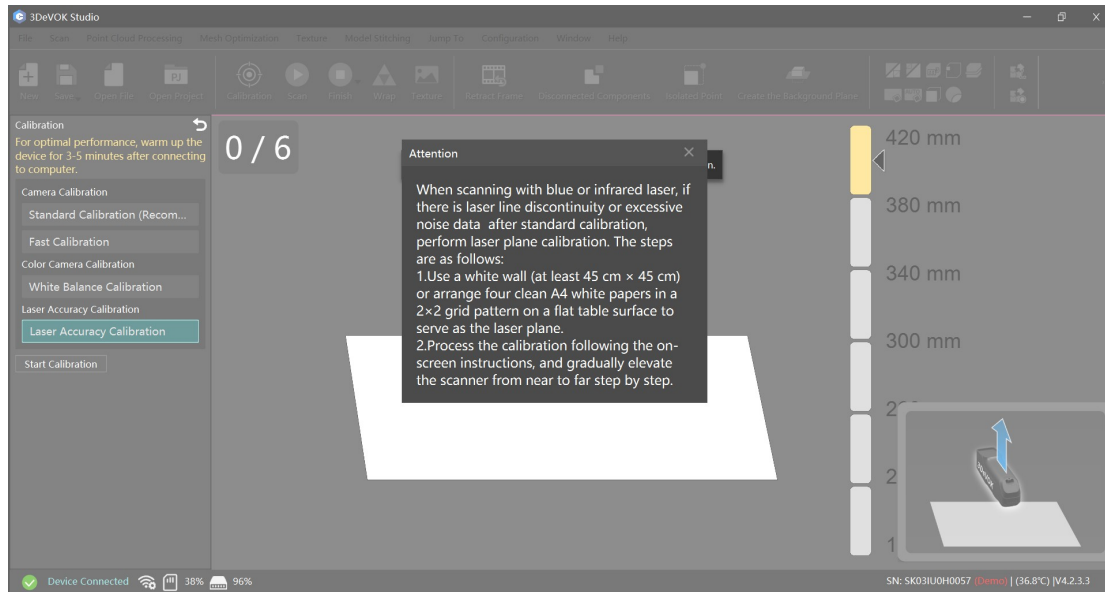 3DeVOK Studio
File Scan Point Cloud Processing Mesh Optimization Texture Model Stitching Jump To Configuration Window Help
PJ
New Save Open File Open Project Calibration Scan Finish Wrap Texture Retract Frame Disconnected Components Isolated Point Create the Background Plane
Calibration
For optimal performance, warm up the
device for 3-5 minutes after connecting
to computer.
Camera Calibration
Standard Calibration (Recom...
Fast Calibration
Color Camera Calibration
White Balance Calibration
Laser Accuracy Calibration
Laser Accuracy Calibration
Start Calibration
0 / 6
Attention
n.
When scanning with blue or infrared laser, if
there is laser line discontinuity or excessive
noise data after standard calibration,
perform laser plane calibration. The steps
are as follows:
1.Use a white wall (at least 45 cm × 45 cm)
or arrange four clean A4 white papers in a
2×2 grid pattern on a flat table surface to
serve as the laser plane.
2.Process the calibration following the on-
screen instructions, and gradually elevate
the scanner from near to far step by step.
420 mm
380 mm
340 mm
300 mm
2
2
1
3DEVOK
Device Connected 38% 96%
SN: SK03IU0H0057 (Demo) | (36.8°C) |V4.2.3.3